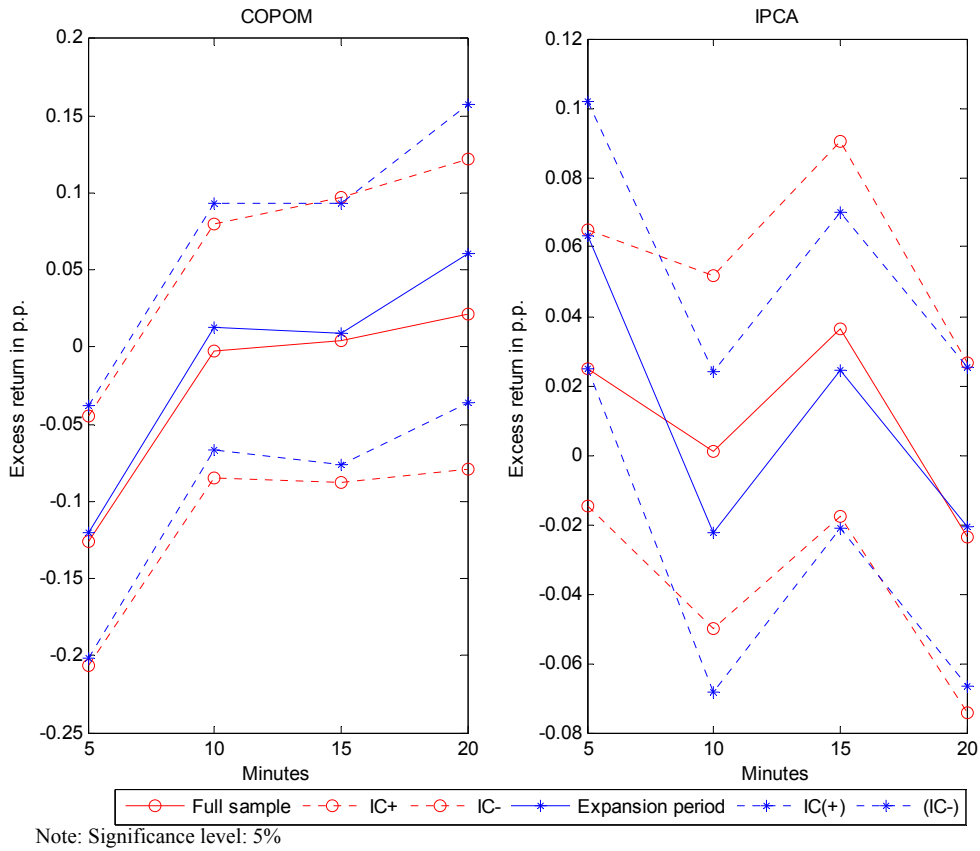 COPOM
IPCA
Excess return in p.p.
0.2
0.15
0.1
0.05
0
-0.05
-0.1
-0.15
-0.2
-0.25
5 10 15 20
Minutes
Excess return in p.p.
0.12
0.1
0.08
0.06
0.04
0.02
0
-0.02
-0.04
-0.06
-0.08
5 10 15 20
Minutes
Full sample IC+ IC- Expansion period IC(+) (IC-)
Note: Significance level: 5%